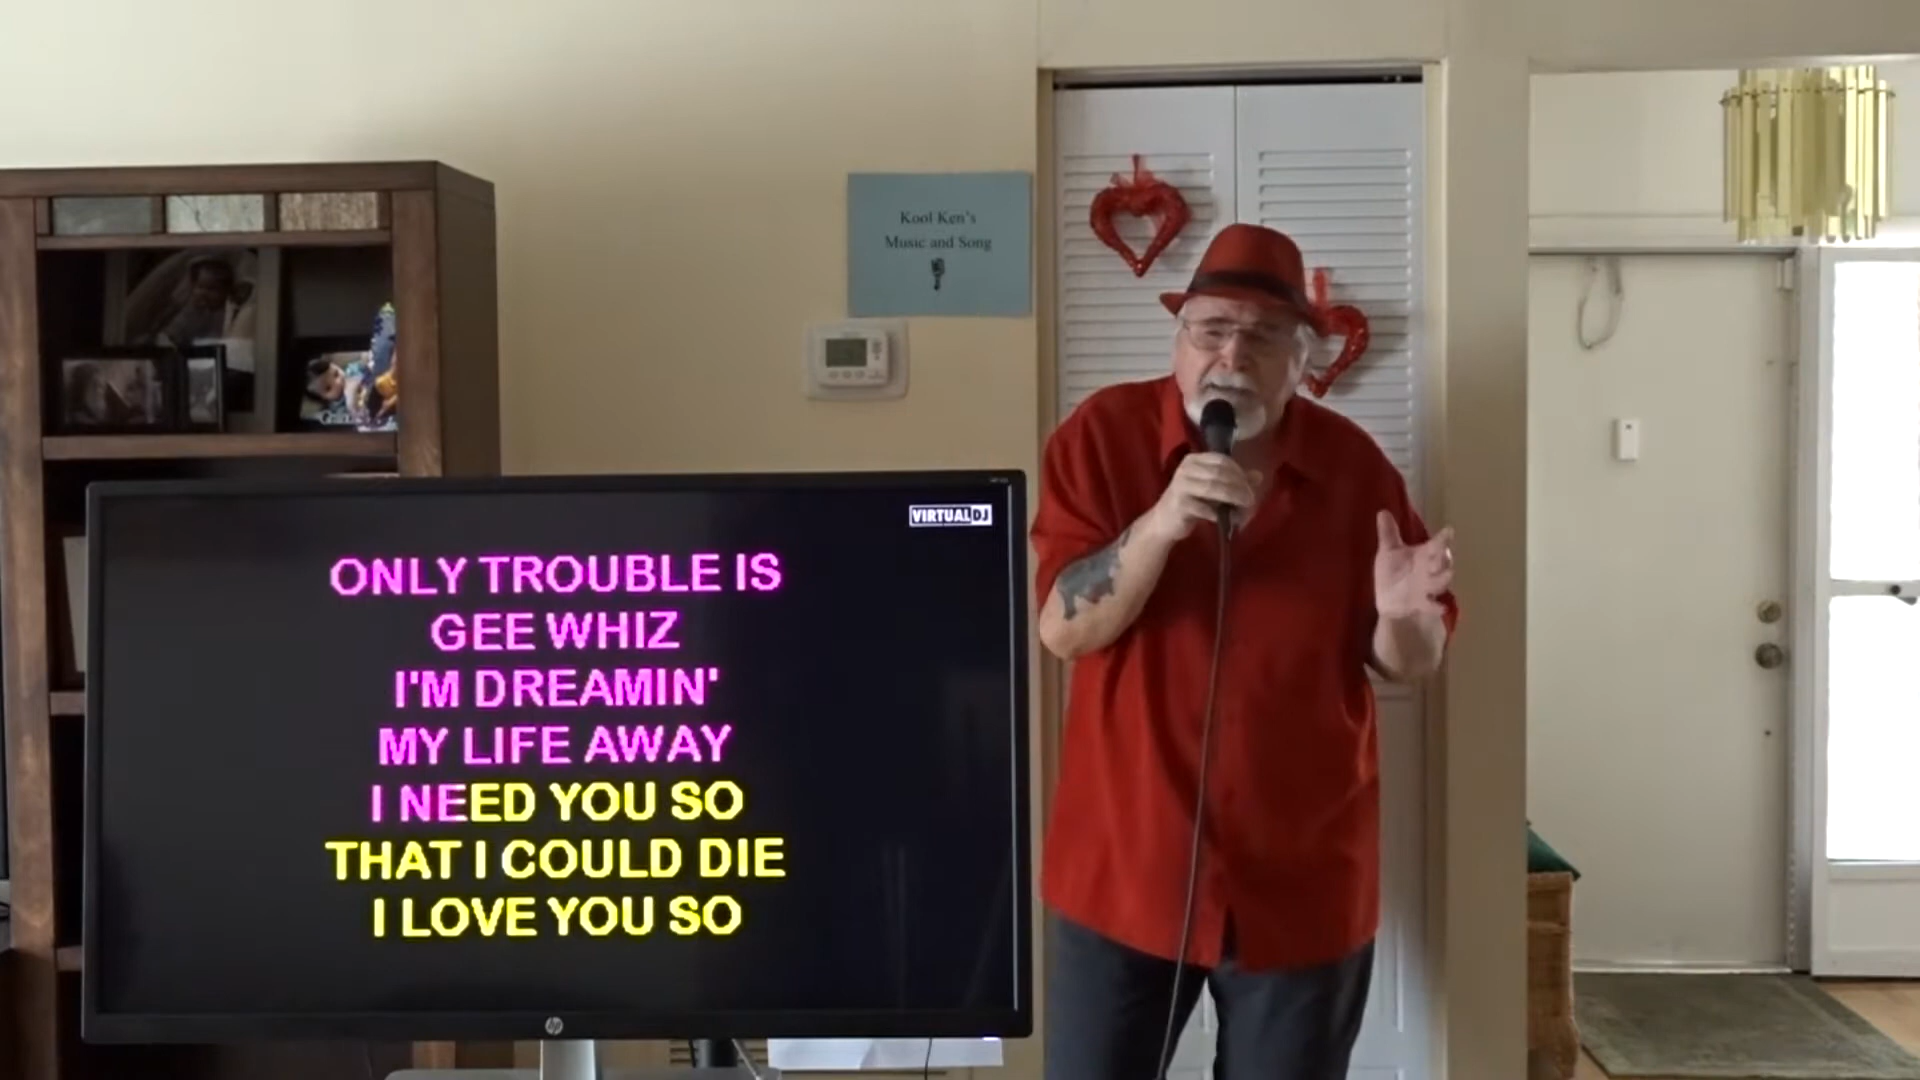 Kool Ken's
Music and Song
VIRTUALDJ
ONLY TROUBLE IS
GEE WHIZ
I'M DREAMIN'
MY LIFE AWAY
I NEED YOU SO
THAT I COULD DIE
I LOVE YOU SO
hp